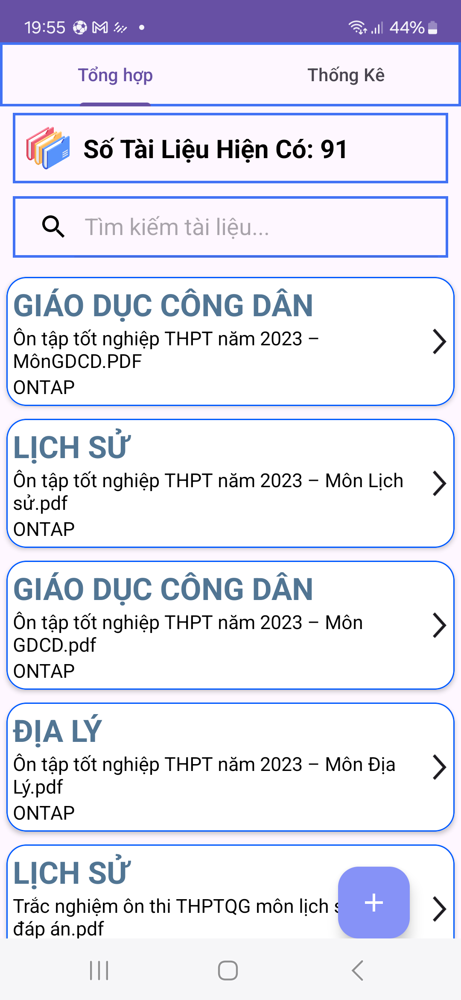 19:55
44%
Tổng hợp
Thống Kê
Số Tài Liệu Hiện Có: 91
Tìm kiếm tài liệu...
GIÁO DỤC CÔNG DÂN
Ôn tập tốt nghiệp THPT năm 2023 –
MônGDCD.PDF
ONTAP
LỊCH SỬ
Ôn tập tốt nghiệp THPT năm 2023 – Môn Lịch
sử.pdf
ONTAP
GIÁO DỤC CÔNG DÂN
Ôn tập tốt nghiệp THPT năm 2023 – Môn
GDCD.pdf
ONTAP
ĐỊA LÝ
Ôn tập tốt nghiệp THPT năm 2023 – Môn Địa
Lý.pdf
ONTAP
LỊCH SỬ
Trắc nghiệm ôn thi THPTQG môn lịch
đáp án.pdf